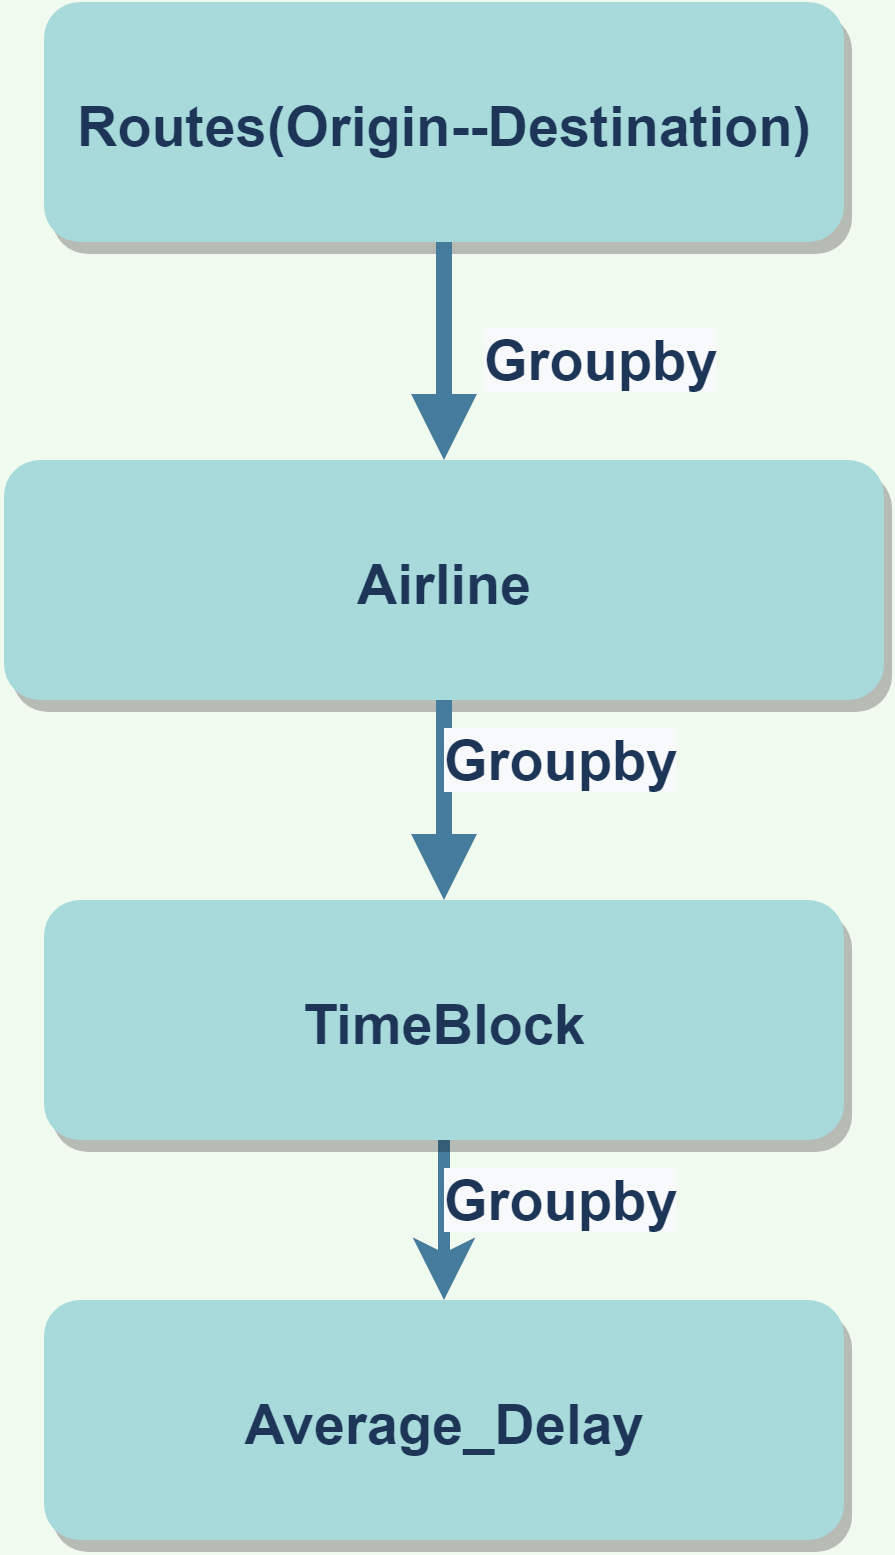 Routes(Origin--Destination)
Groupby
Airline
Groupby
TimeBlock
Groupby
Average_Delay